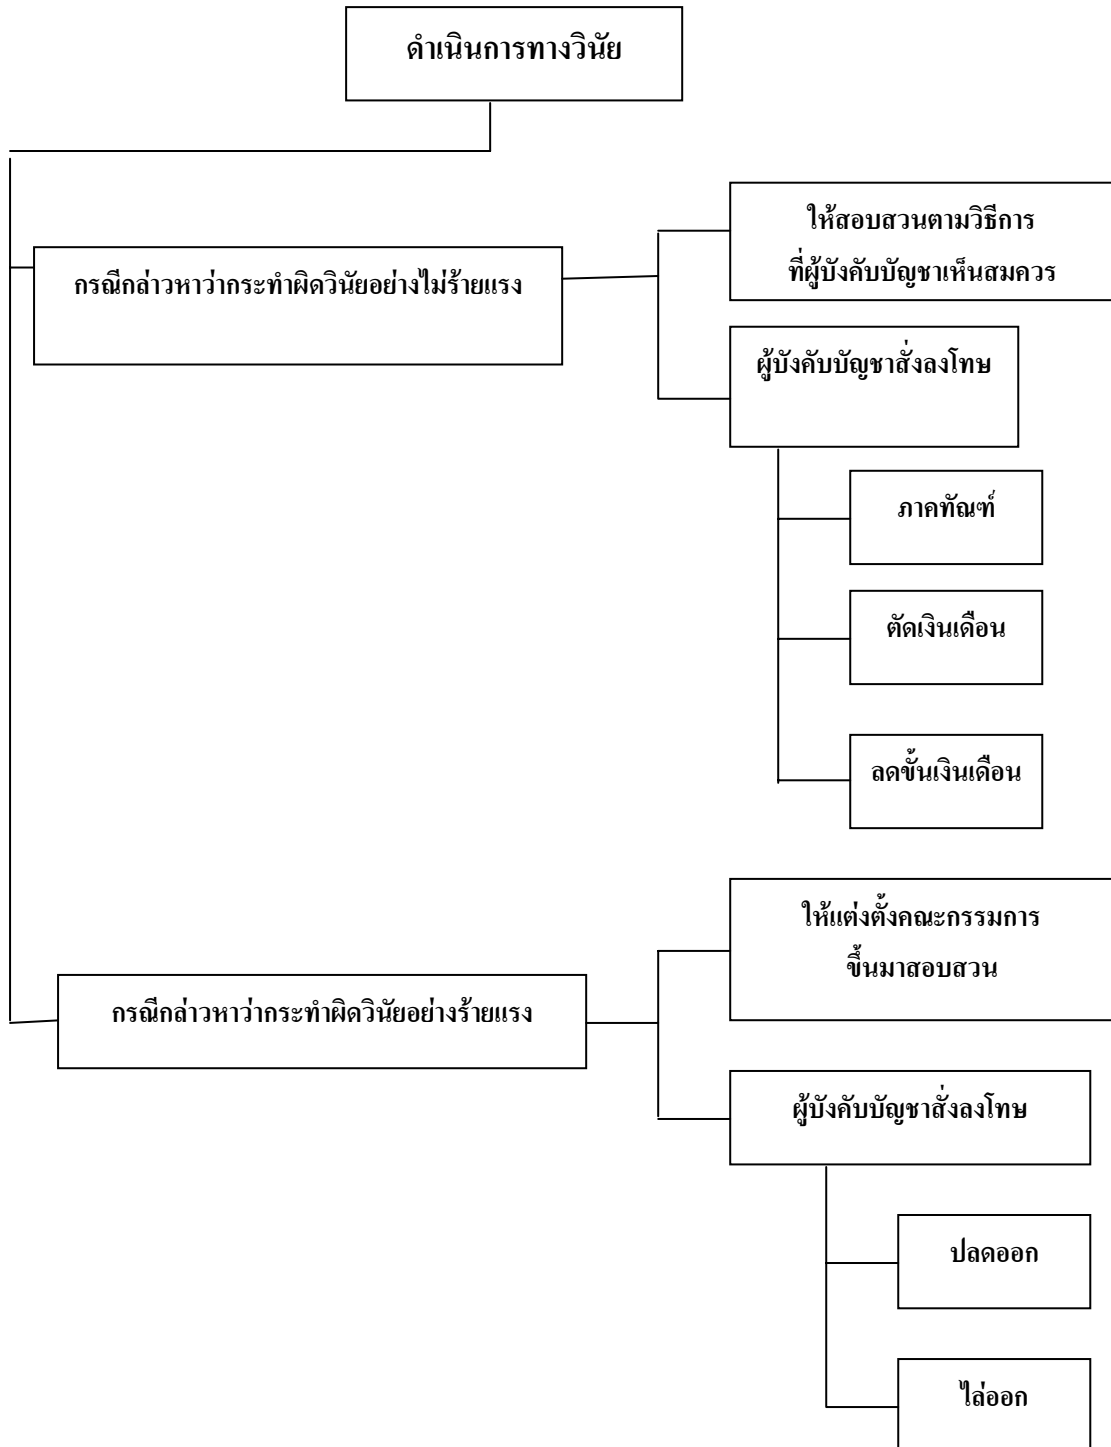 ดำเนินการทางวินัย
กรณีกล่าวหาว่ากระทำผิดวินัยอย่างไม่ร้ายแรง
ให้สอบสวนตามวิธีการ
ที่ผู้บังคับบัญชาเห็นสมควร
ผู้บังคับบัญชาสั่งลงโทษ
ภาคทัณฑ์
ตัดเงินเดือน
ลดขั้นเงินเดือน
กรณีกล่าวหาว่ากระทำผิดวินัยอย่างร้ายแรง
ให้แต่งตั้งคณะกรรมการ
ขึ้นมาสอบสวน
ผู้บังคับบัญชาสั่งลงโทษ
ปลดออก
ไล่ออก